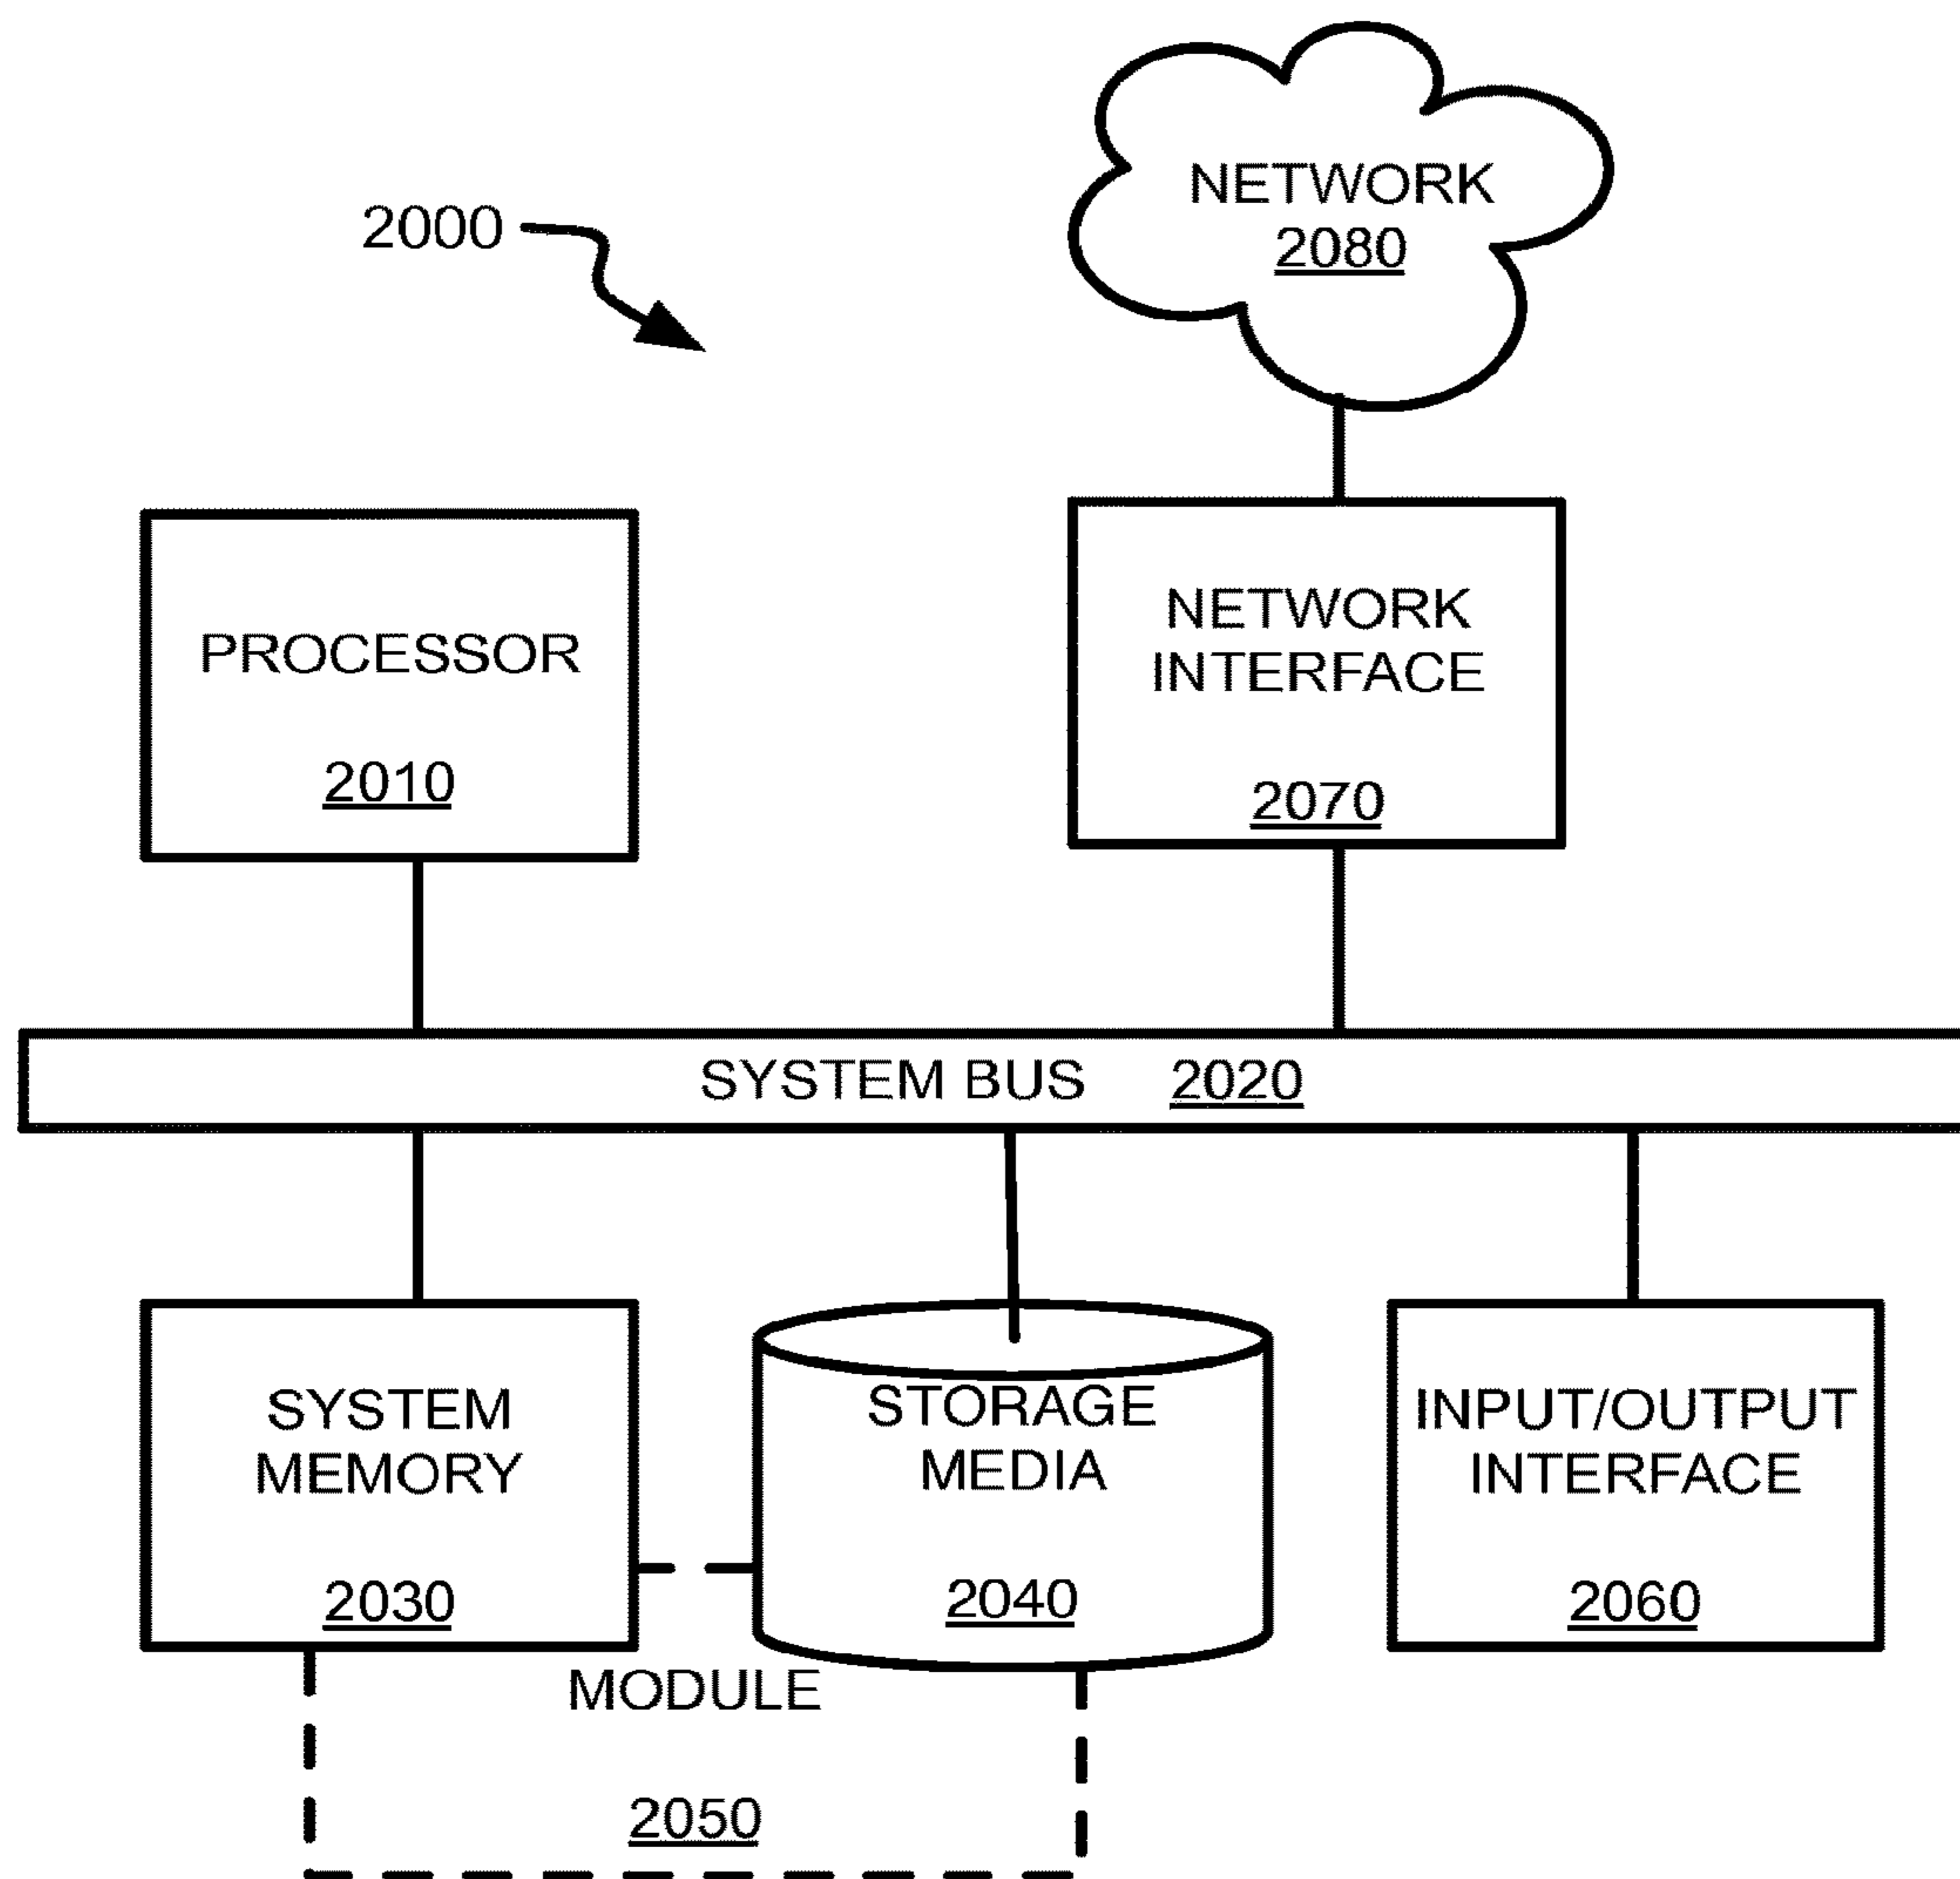 NETWORK
2080
2000
PROCESSOR
2010
NETWORK
INTERFACE
2070
SYSTEM BUS 2020
SYSTEM
MEMORY
2030
STORAGE
MEDIA
2040
INPUT/OUTPUT
INTERFACE
2060
MODULE
2050